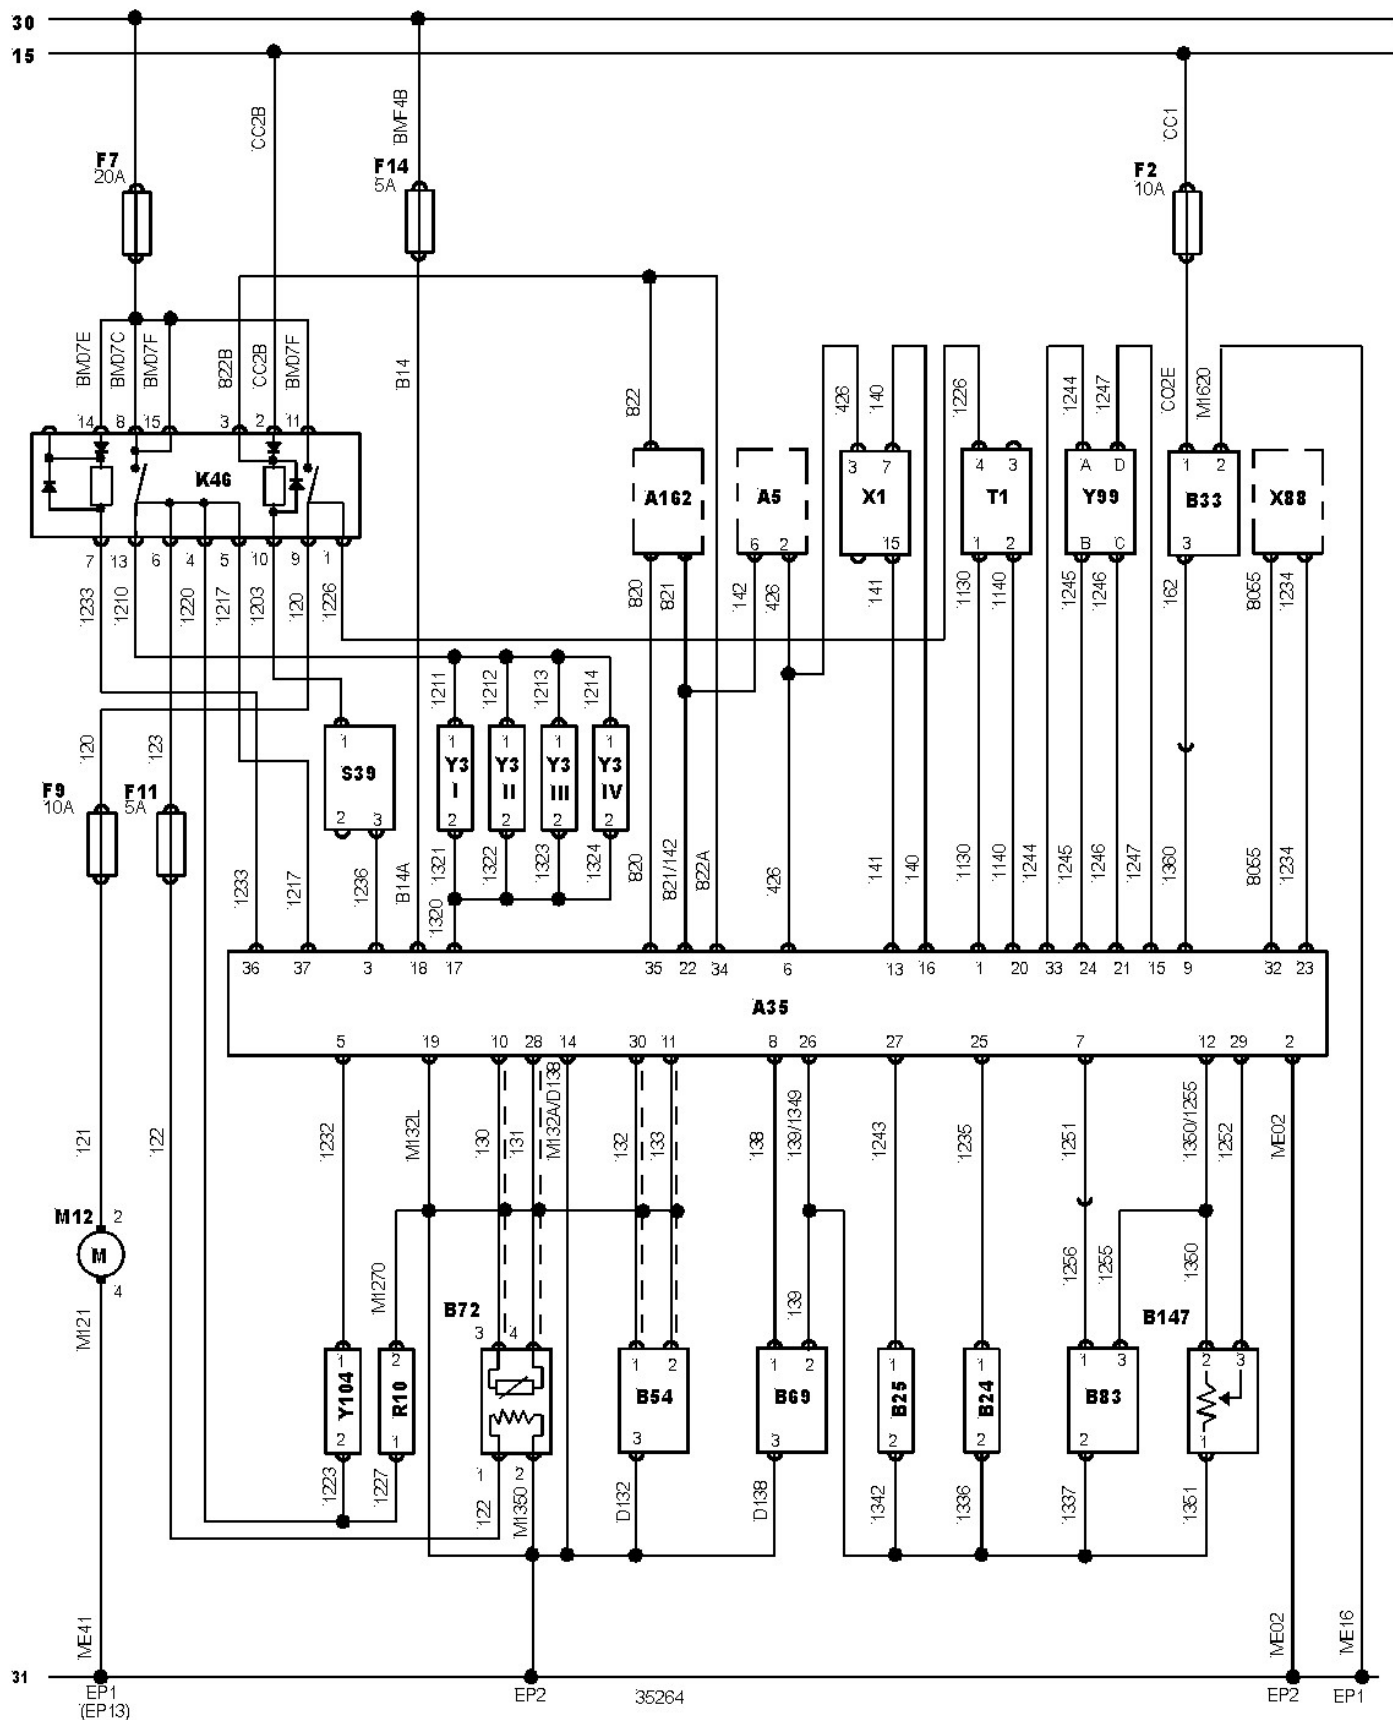 30
15
CC2B
BMF4B
CC1
F7
20A
F14
5A
F2
10A
BM07E
BM07C
BM07F
822B
CC2B
BM07F
B14
822
426
140
1226
1244
1247
CC2E
M1620
14 8 15 3 2 11
K46
A162
A5
6 2
3 7
X1
15
4 3
T1
1 2
A D
Y99
B C
1 2
B33
3
X88
7 13 6 4 5 10 9 1
1233
1210
1220
1217
1203
120
1226
820
821
142
426
141
1130
1140
1245
1246
162
8055
1234
1211
1212
1213
1214
120
123
F9
10A
F11
5A
1
S39
2 3
1
Y3
I
2
1
Y3
II
2
1
Y3
III
2
1
Y3
IV
2
1233
1217
1236
B14A
1320
1321
1322
1323
1324
820
821/142
822A
426
141
140
1130
1140
1244
1245
1246
1247
1360
8055
1234
36 37 3 18 17 35 22 34 6 13 16 1 20 33 24 21 15 9 32 23
A35
5 19 10 28 14 30 11 8 26 27 25 7 12 29 2
121
122
1232
M132L
130
131
M132A/D138
132
133
138
139/1349
1243
1235
1251
1350/1255
1252
ME02
M12 2
M
4
M121
M1270
B72
3 4
139
1256
1255
1350
B147
1
Y104
2
2
R10
1
1 2
1 2
B54
3
1 2
B69
3
1
B25
2
1
B24
2
1 3
B83
2
2 3
1
1223
1227
122
M1350
D132
D138
1342
1336
1337
1351
ME41
ME02
ME16
31
EP1
(EP13)
EP2
35264
EP2
EP1